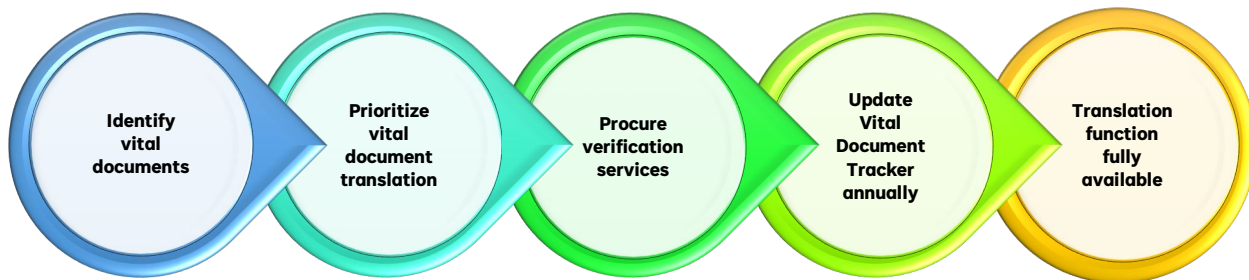 Identify
vital
documents
Prioritize
vital
document
translation
Procure
verification
services
Update
Vital
Document
Tracker
annually
Translation
function
fully
available